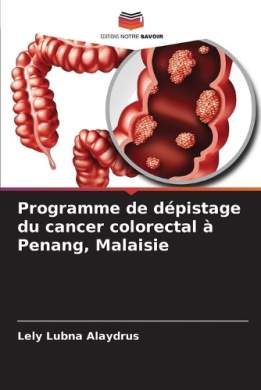 EDITIONS NOTRE SAVOIR
Programme de dépistage
du cancer colorectal à
Penang, Malaisie
Lely Lubna Alaydrus